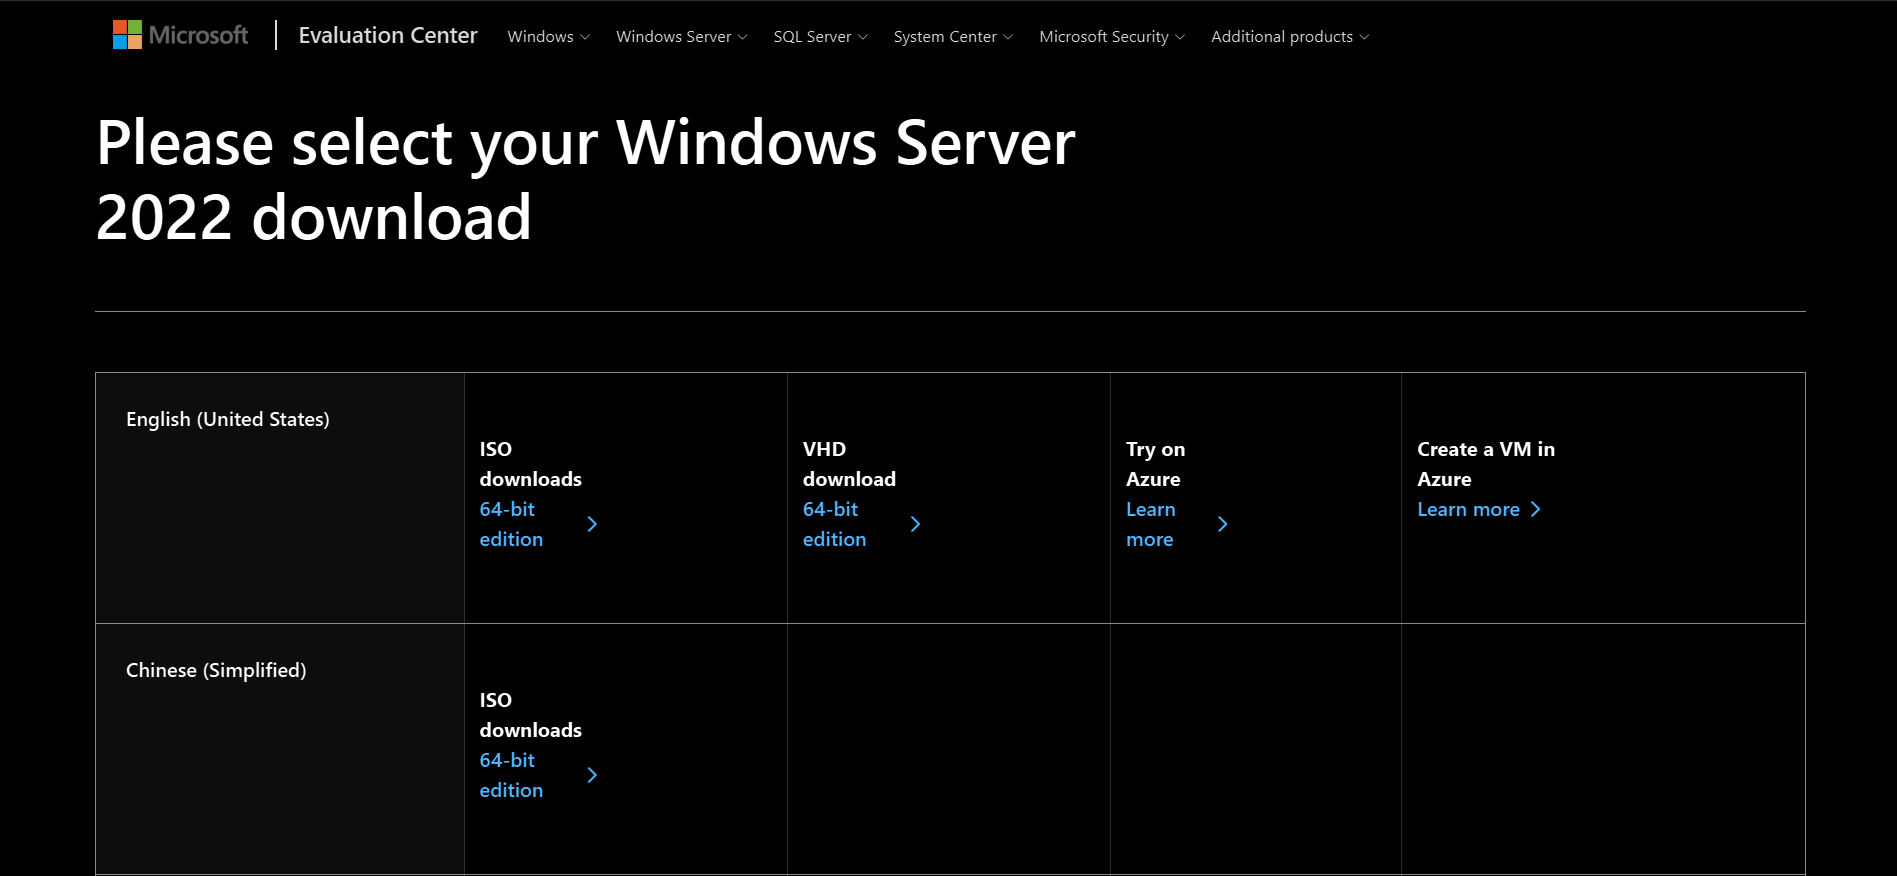 Microsoft Evaluation Center Windows Windows Server SQL Server System Center Microsoft Security Additional products
Please select your Windows Server
2022 download
English (United States)
ISO
downloads
64-bit
edition
VHD
download
64-bit
edition
Try on
Azure
Learn
more
Create a VM in
Azure
Learn more
Chinese (Simplified)
ISO
downloads
64-bit
edition